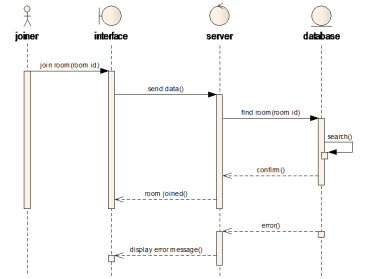 joiner
interface
server
database
join room(room id)
send data()
find room(room id)
search()
confirm()
room joined()
error()
display error message()